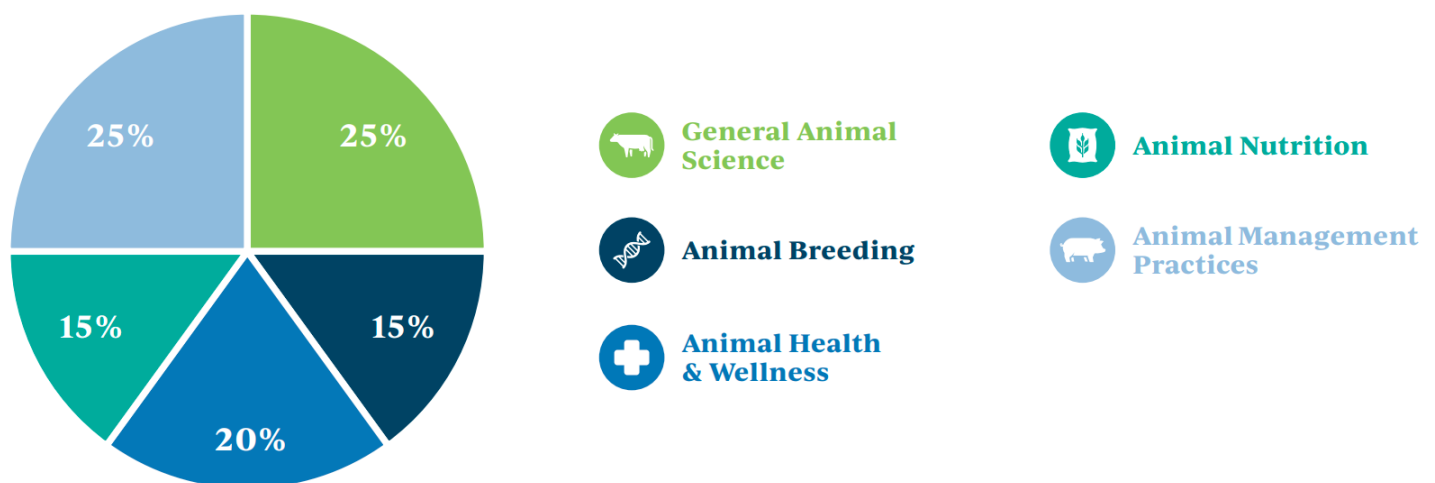 25%
25%
15%
15%
20%
General Animal
Science
Animal Breeding
Animal Health
& Wellness
Animal Nutrition
Animal Management
Practices